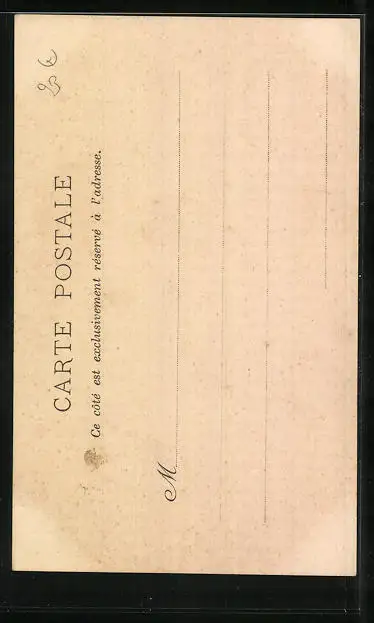 CARTE POSTALE
Ce côté est exclusivement réservé à l'adresse.
M